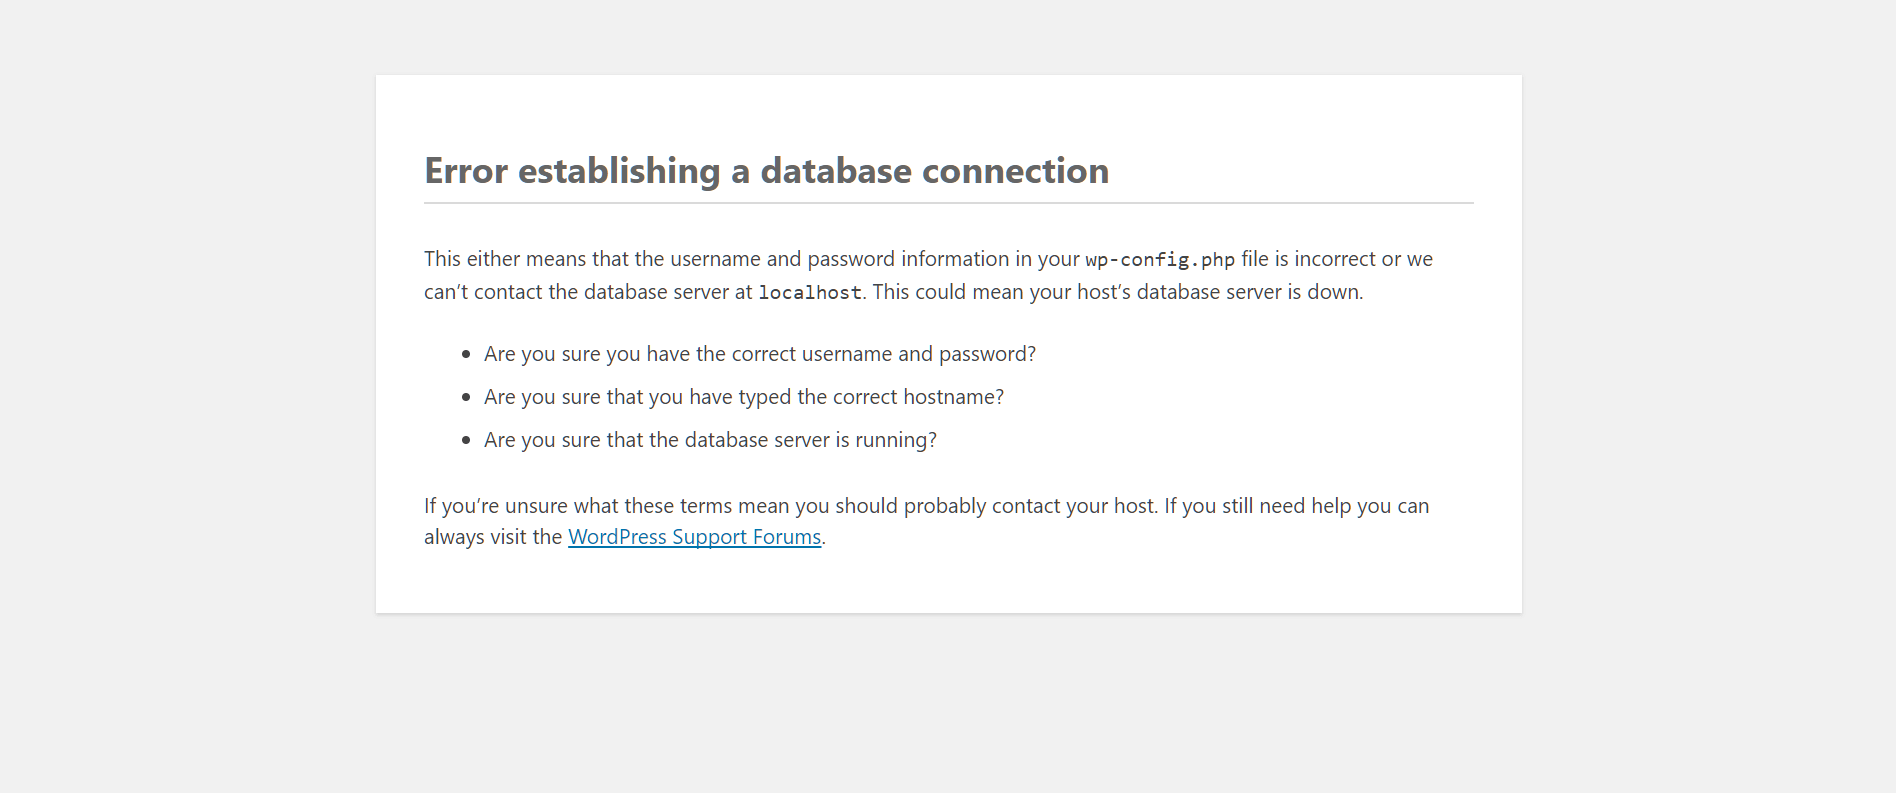 Error establishing a database connection
This either means that the username and password information in your wp-config.php file is incorrect or we
can’t contact the database server at localhost. This could mean your host’s database server is down.
• Are you sure you have the correct username and password?
• Are you sure that you have typed the correct hostname?
• Are you sure that the database server is running?
If you’re unsure what these terms mean you should probably contact your host. If you still need help you can
always visit the WordPress Support Forums.